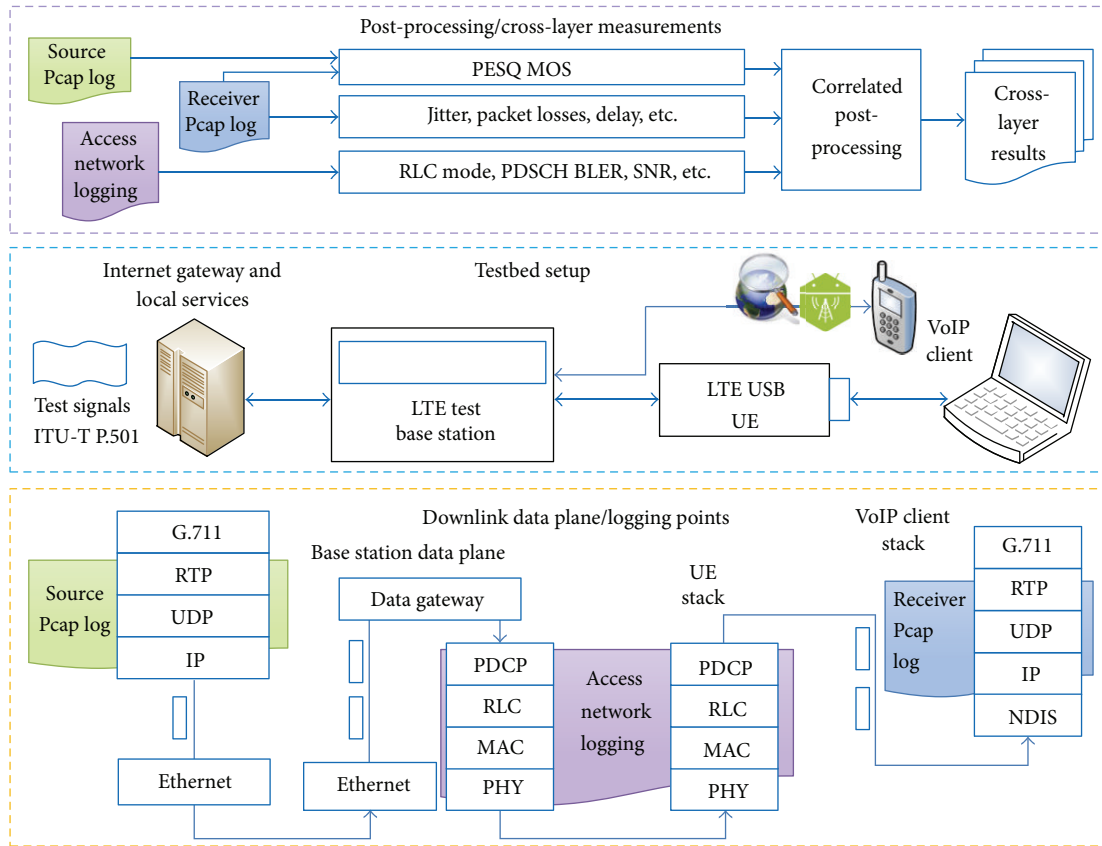 Post-processing/cross-layer measurements
Source
Pcap log
PESQ MOS
Receiver
Pcap log
Jitter, packet losses, delay, etc.
Access
network
logging
RLC mode, PDSCH BLER, SNR, etc.
Correlated
post-
processing
Cross-
layer
results
Internet gateway and
local services
Testbed setup
VoIP
client
Test signals
ITU-T P.501
LTE test
base station
LTE USB
UE
Downlink data plane/logging points
Source
Pcap log
G.711
RTP
UDP
IP
Ethernet
Base station data plane
Data gateway
Ethernet
PDCP
RLC
MAC
PHY
Access
network
logging
UE
stack
PDCP
RLC
MAC
PHY
VoIP client
stack
Receiver
Pcap
log
G.711
RTP
UDP
IP
NDIS